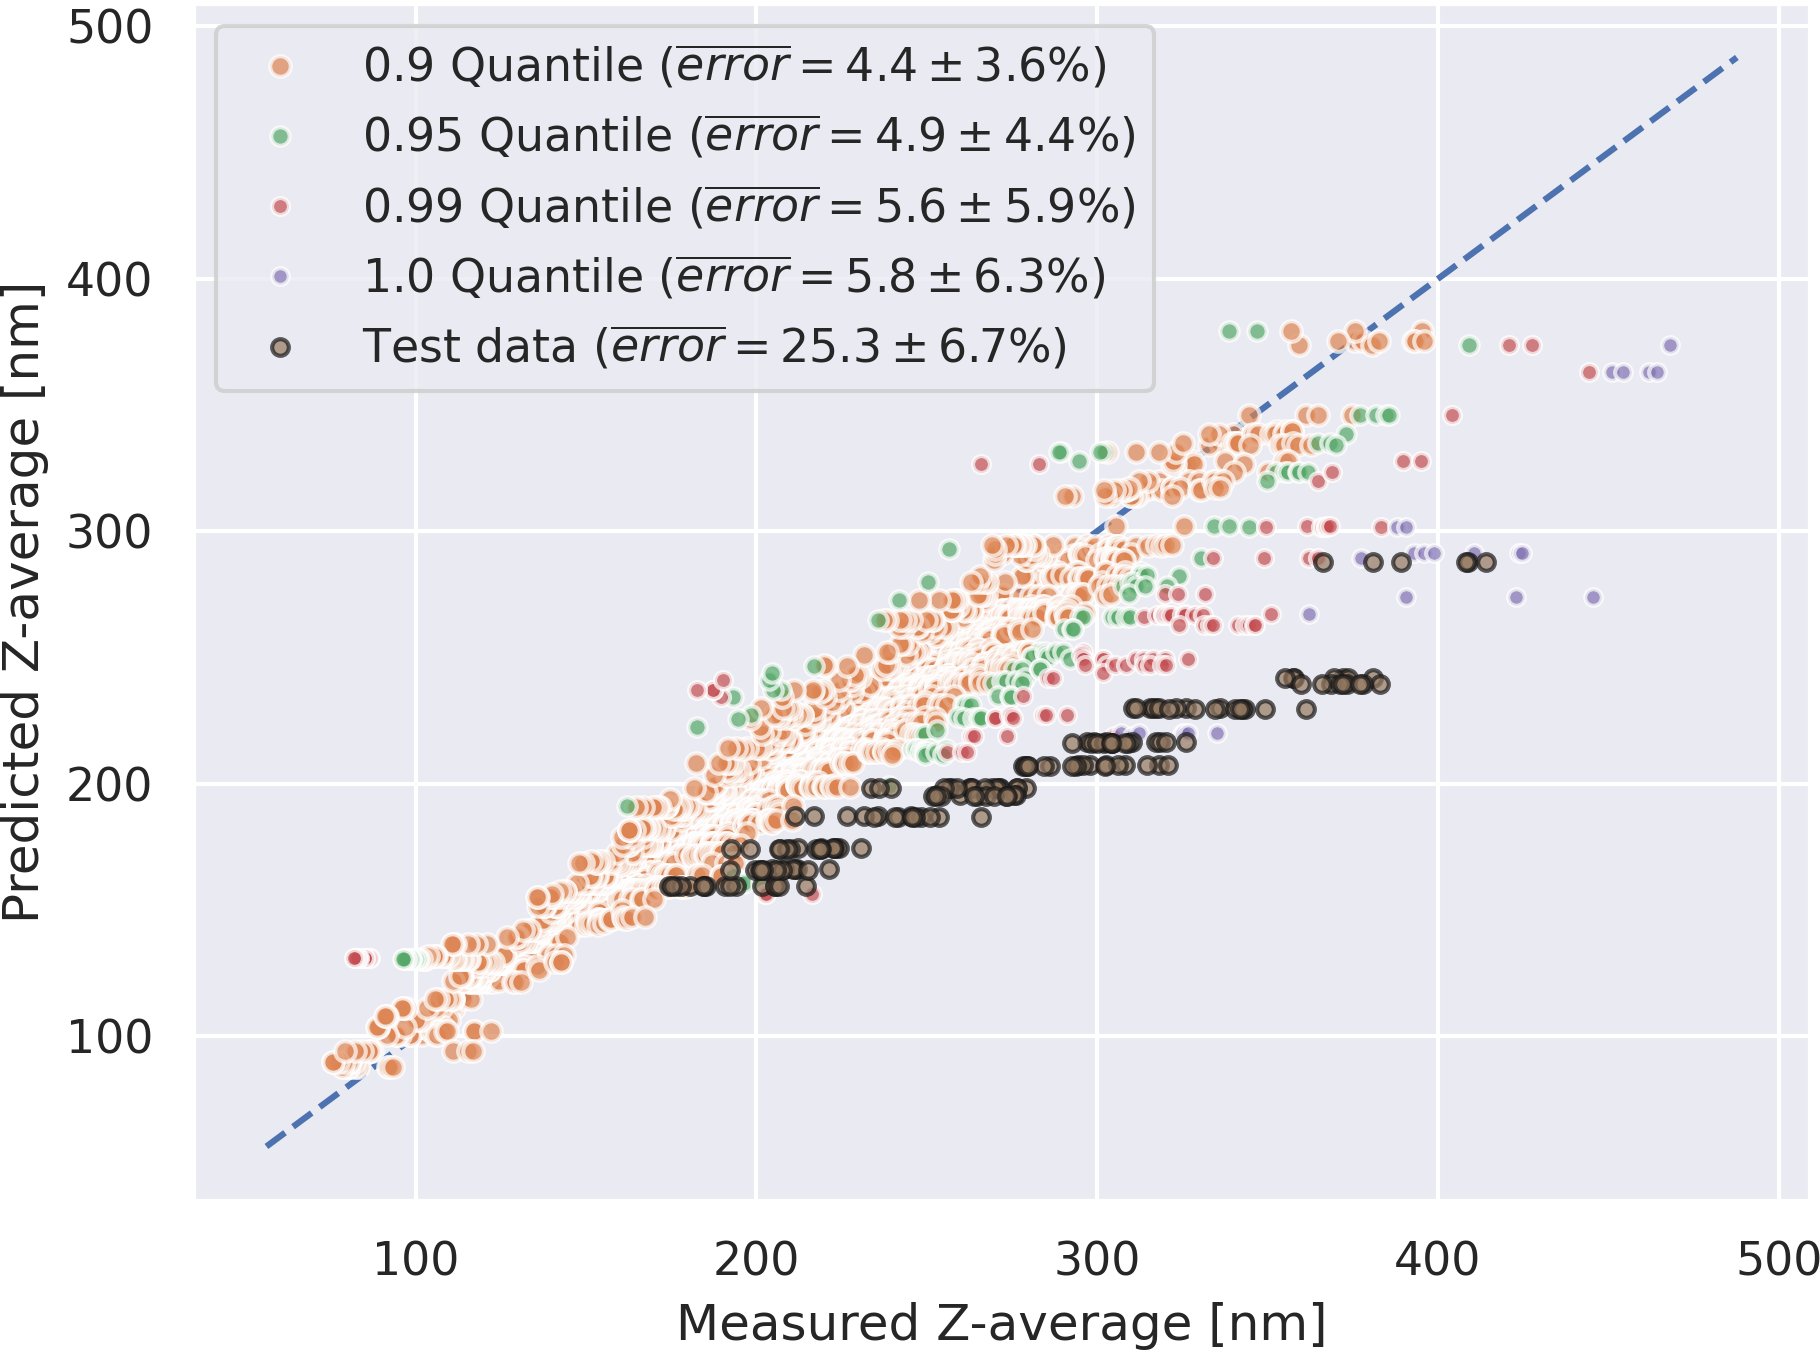 500
400
300
200
100
Predicted Z-average [nm]
0.9 Quantile (error = 4.4 ± 3.6%)
0.95 Quantile (error = 4.9 ± 4.4%)
0.99 Quantile (error = 5.6 ± 5.9%)
1.0 Quantile (error = 5.8 ± 6.3%)
Test data (error = 25.3 ± 6.7%)
100 200 300 400 500
Measured Z-average [nm]